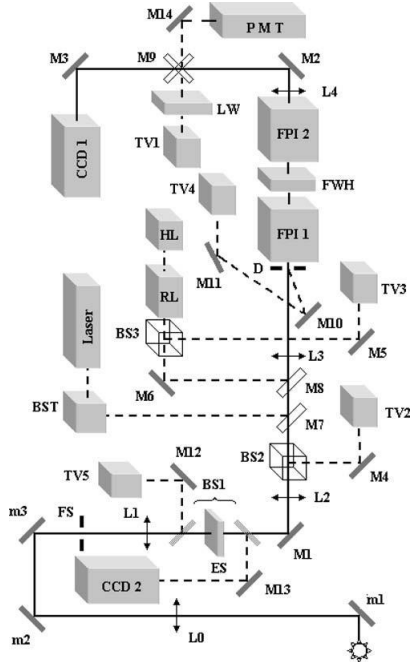 M14
PMT
M3
M9
M2
L4
LW
CCD 1
FPI 2
TV1
TV4
FWH
HL
FPI 1
M11
D
TV3
RL
M10
Laser
BS3
M5
L3
M6
M8
BST
M7
TV2
BS2
M12
M4
TV5
BS1
L2
m3
FS
L1
M1
ES
CCD 2
M13
m1
m2
L0